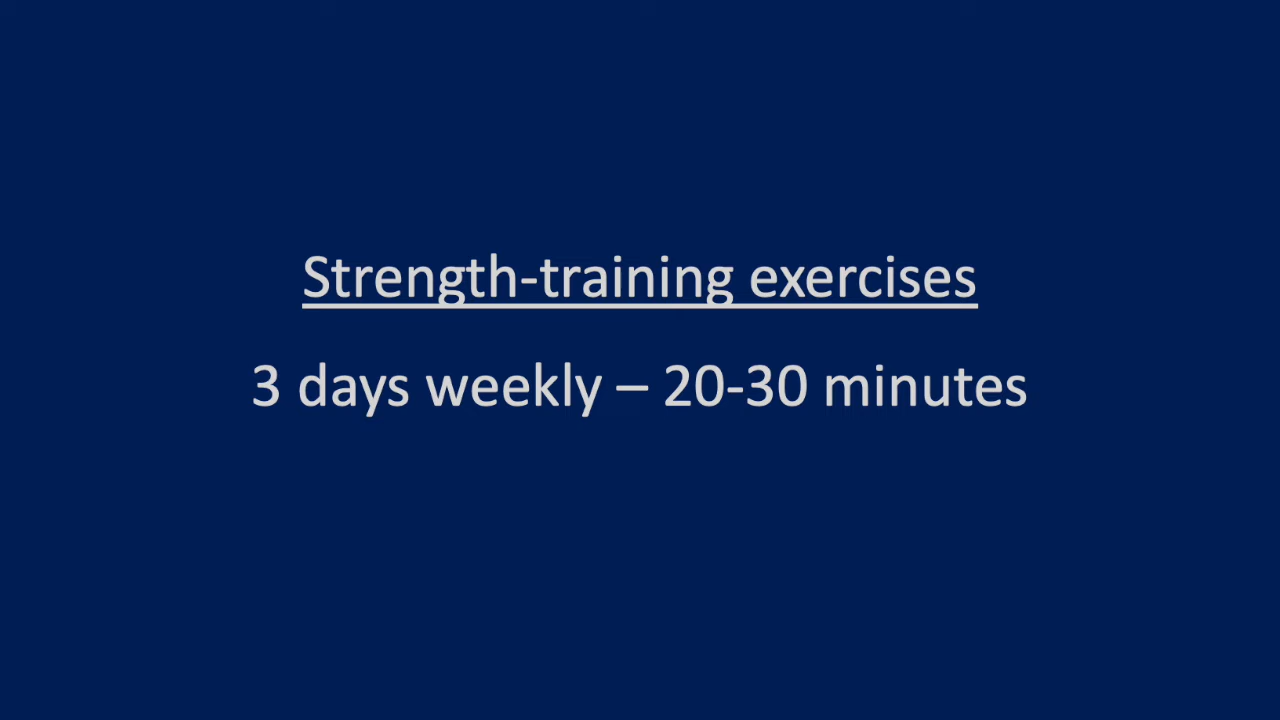 Strength-training exercises
3 days weekly – 20-30 minutes